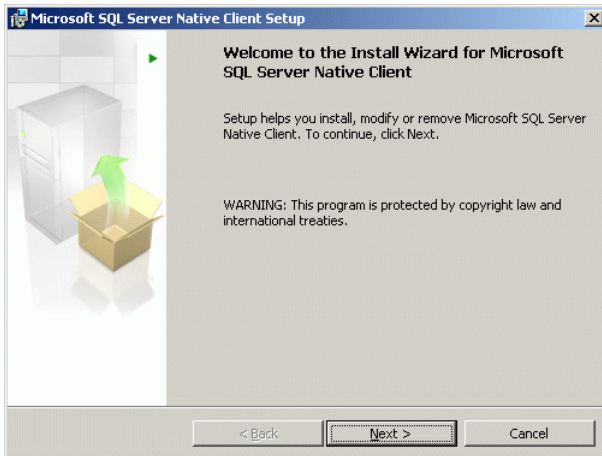 Microsoft SQL Server Native Client Setup
Welcome to the Install Wizard for Microsoft
SQL Server Native Client
Setup helps you install, modify or remove Microsoft SQL Server
Native Client. To continue, click Next.
WARNING: This program is protected by copyright law and
international treaties.
< Back
Next >
Cancel